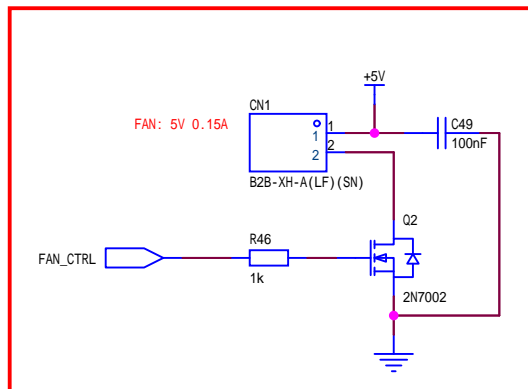 +5V
CN1
FAN: 5V 0.15A
1
1
2
2
C49
100nF
B2B-XH-A(LF)(SN)
Q2
FAN_CTRL
R46
1k
2N7002